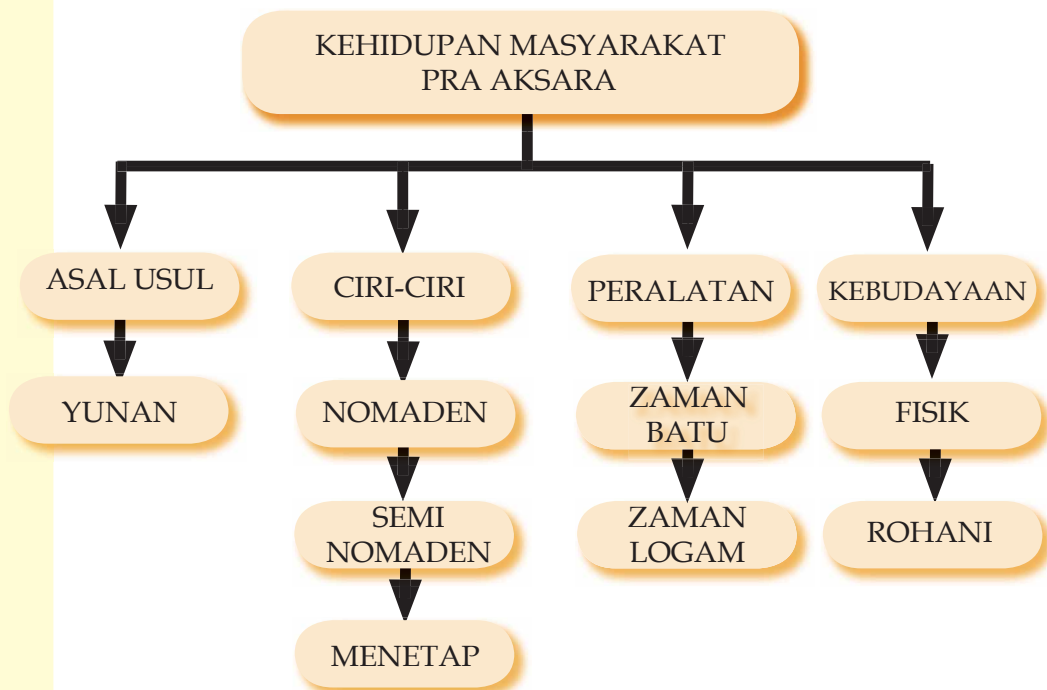 KEHIDUPAN MASYARAKAT
PRA AKSARA
ASAL USUL
CIRI-CIRI
PERALATAN
KEBUDAYAAN
YUNAN
NOMADEN
ZAMAN
BATU
FISIK
SEMI
NOMADEN
ZAMAN
LOGAM
ROHANI
MENETAP